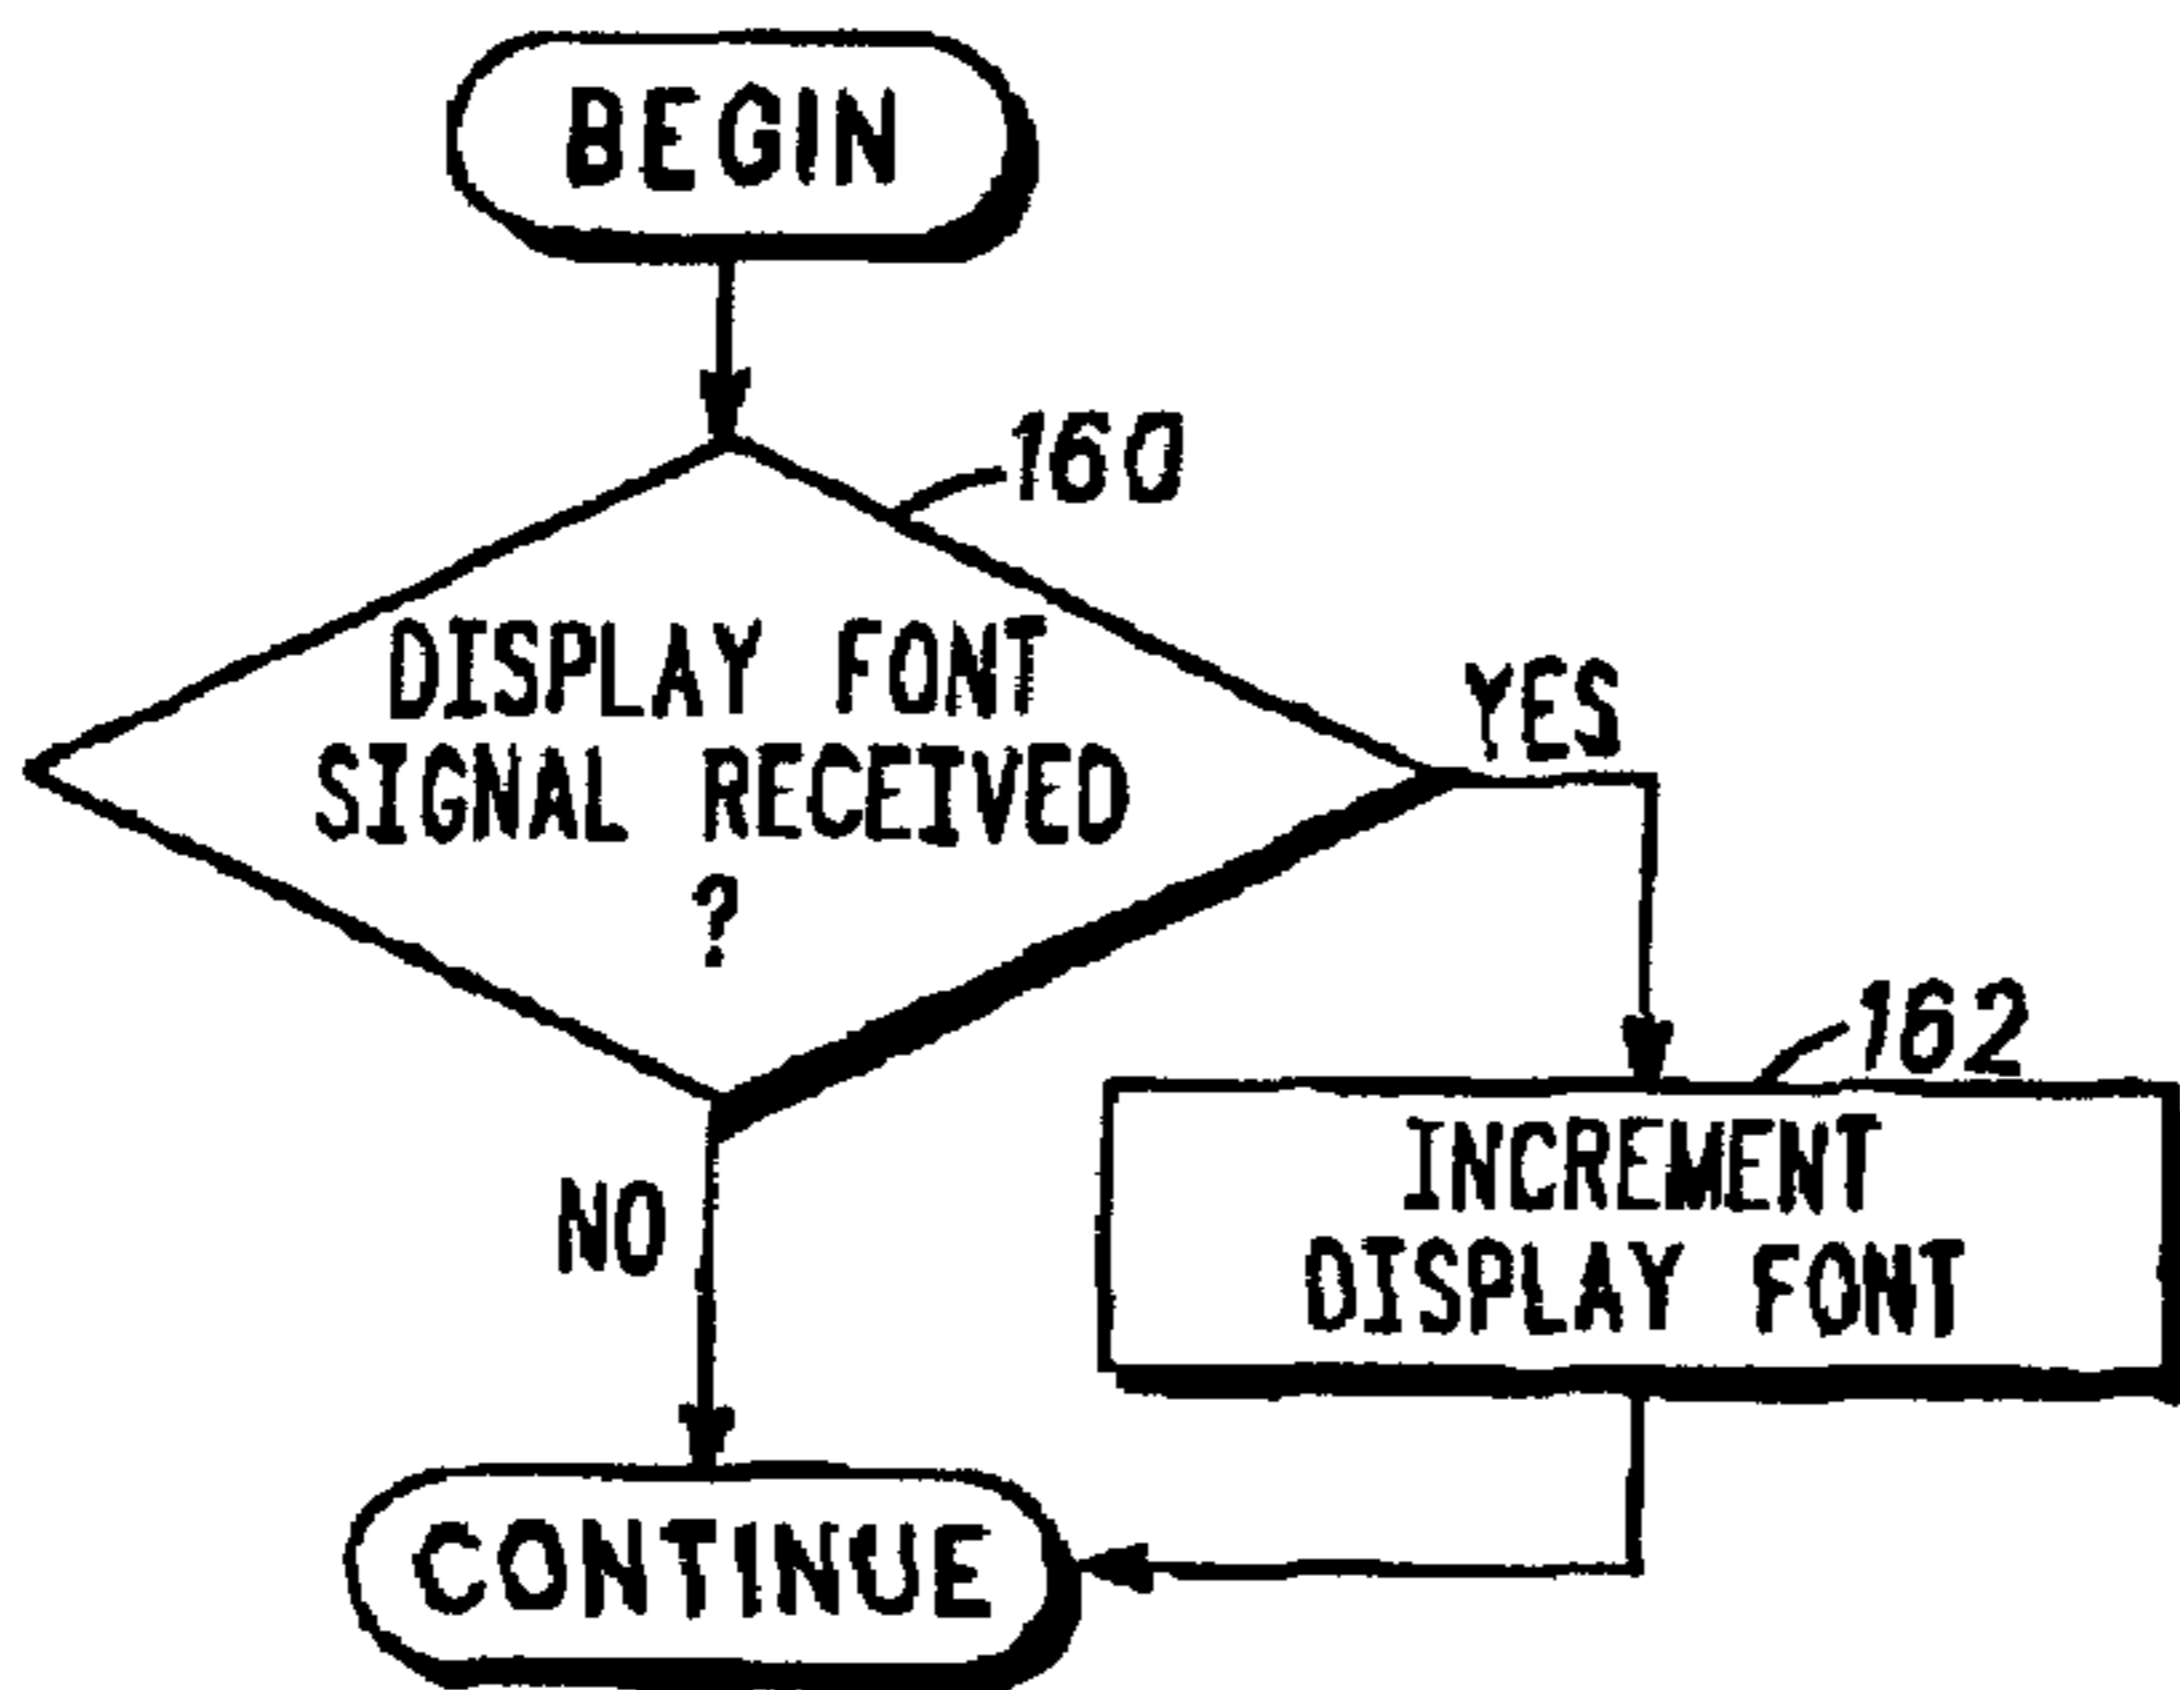 BEGIN
160
DISPLAY FONT
SIGNAL RECEIVED
?
YES
NO
162
INCREMENT
DISPLAY FONT
CONTINUE